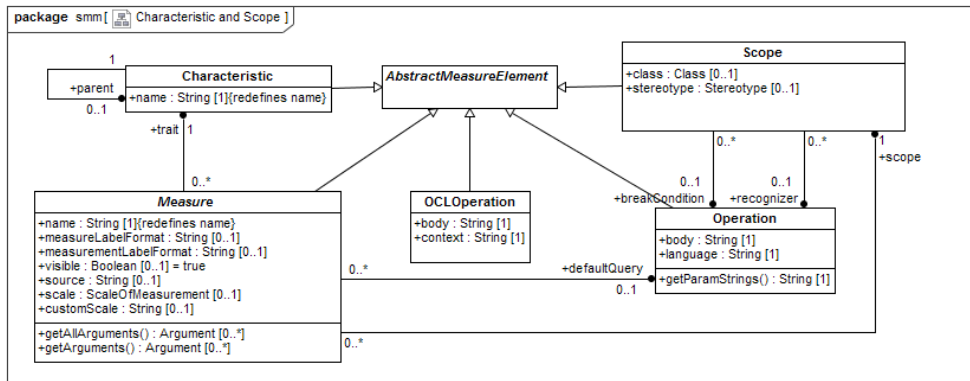 package smm[ Characteristic and Scope ]
Characteristic
+name : String [1]{redefines name}
1
+parent
0..1
+trait
1
0..*
AbstractMeasureElement
Scope
+class : Class [0..1]
+stereotype : Stereotype [0..1]
0..*
0..*
1
+scope
0..1
+breakCondition
0..1
+recognizer
Measure
+name : String [1]{redefines name}
+measureLabelFormat : String [0..1]
+measurementLabelFormat : String [0..1]
+visible : Boolean [0..1] = true
+source : String [0..1]
+scale : ScaleOfMeasurement [0..1]
+customScale : String [0..1]
+getAllArguments() : Argument [0..*]
+getArguments() : Argument [0..*]
OCLOperation
+body : String [1]
+context : String [1]
Operation
+body : String [1]
+language : String [1]
+getParamStrings() : String [1]
0..*
+defaultQuery
0..1
0..*